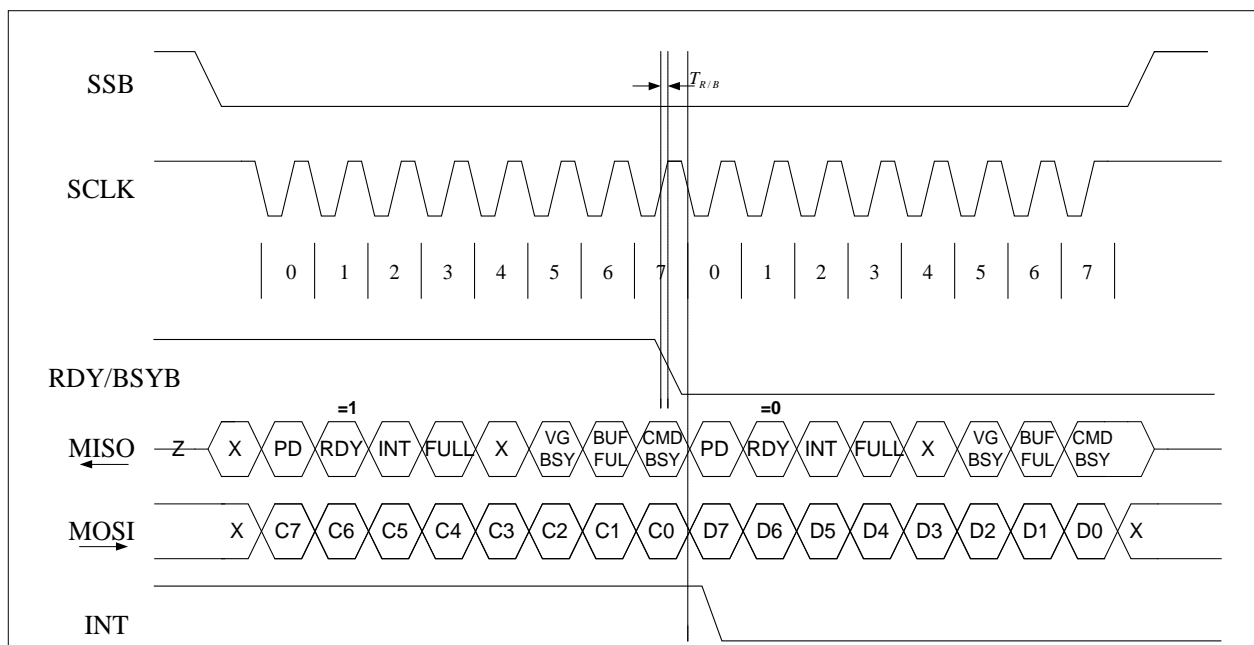 SSB
T R/B
SCLK
0 1 2 3 4 5 6 7 0 1 2 3 4 5 6 7
RDY/BSYB
=1 =0
MISO Z X PD RDY INT FULL X VG BSY BUF FUL CMD BSY PD RDY INT FULL X VG BSY BUF FUL CMD BSY
MOSI X C7 C6 C5 C4 C3 C2 C1 C0 D7 D6 D5 D4 D3 D2 D1 D0 X
INT